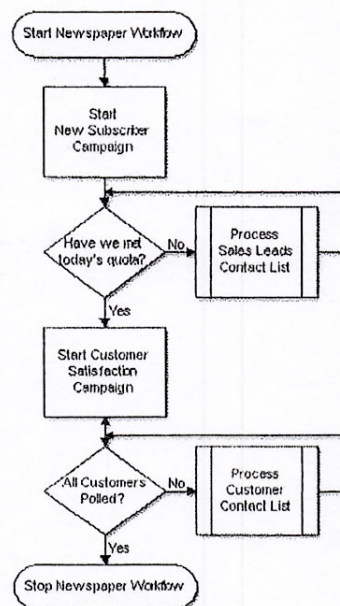 Start Newspaper Workflow
Start
New Subscriber
Campaign
Have we met
today's quota?
No
Process
Sales Leads
Contact List
Yes
Start Customer
Satisfaction
Campaign
All Customers
Polled?
No
Process
Customer
Contact List
Yes
Stop Newspaper Workflow